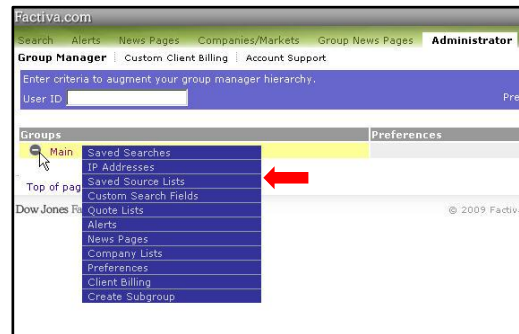 Factiva.com
Search Alerts News Pages Companies/Markets Group News Pages Administrator
Group Manager Custom Client Billing Account Support
Enter criteria to augment your group manager hierarchy.
User ID Pre
Groups Preferences
Main
Saved Searches
IP Addresses
Saved Source Lists
Custom Search Fields
Quote Lists
Alerts
News Pages
Company Lists
Preferences
Client Billing
Create Subgroup
Top of pag
Dow Jones Fa © 2009 Factiv